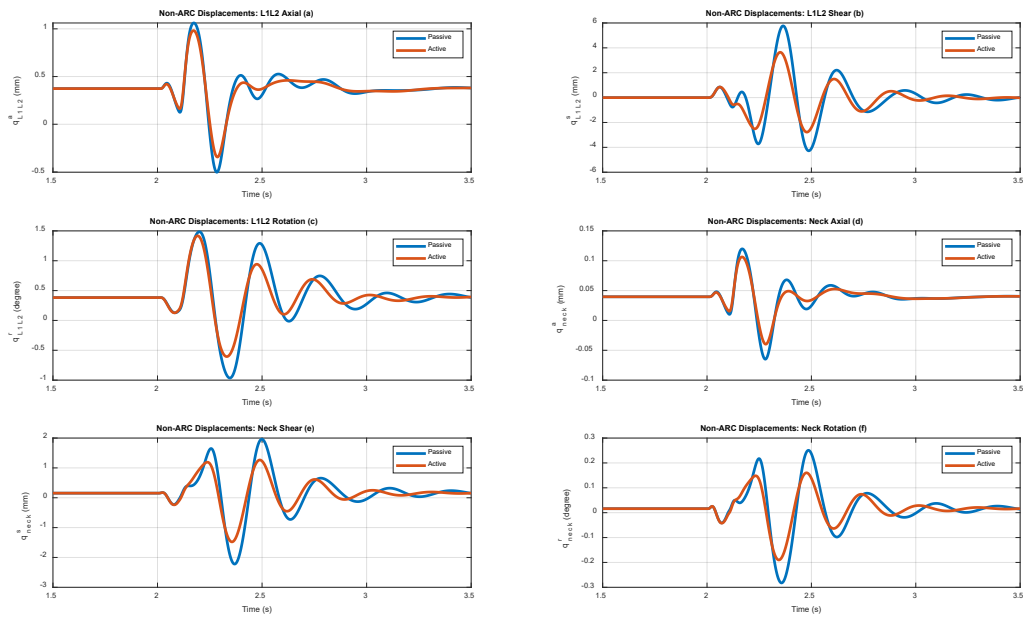 Non-ARC Displacements: L1L2 Axial (a)
1
0.5
0
-0.5
q^a_L1L2 (mm)
Passive
Active
1.5
2
2.5
3
3.5
Time (s)
Non-ARC Displacements: L1L2 Shear (b)
6
4
2
0
-2
-4
-6
q^s_L1L2 (mm)
Passive
Active
1.5
2
2.5
3
3.5
Time (s)
Non-ARC Displacements: L1L2 Rotation (c)
1.5
1
0.5
0
-0.5
-1
q^r_L1L2 (degree)
Passive
Active
1.5
2
2.5
3
3.5
Time (s)
Non-ARC Displacements: Neck Axial (d)
0.15
0.1
0.05
0
-0.05
-0.1
q^a_neck (mm)
Passive
Active
1.5
2
2.5
3
3.5
Time (s)
Non-ARC Displacements: Neck Shear (e)
2
1
0
-1
-2
-3
q^s_neck (mm)
Passive
Active
1.5
2
2.5
3
3.5
Time (s)
Non-ARC Displacements: Neck Rotation (f)
0.3
0.2
0.1
0
-0.1
-0.2
-0.3
q^r_neck (degree)
Passive
Active
1.5
2
2.5
3
3.5
Time (s)